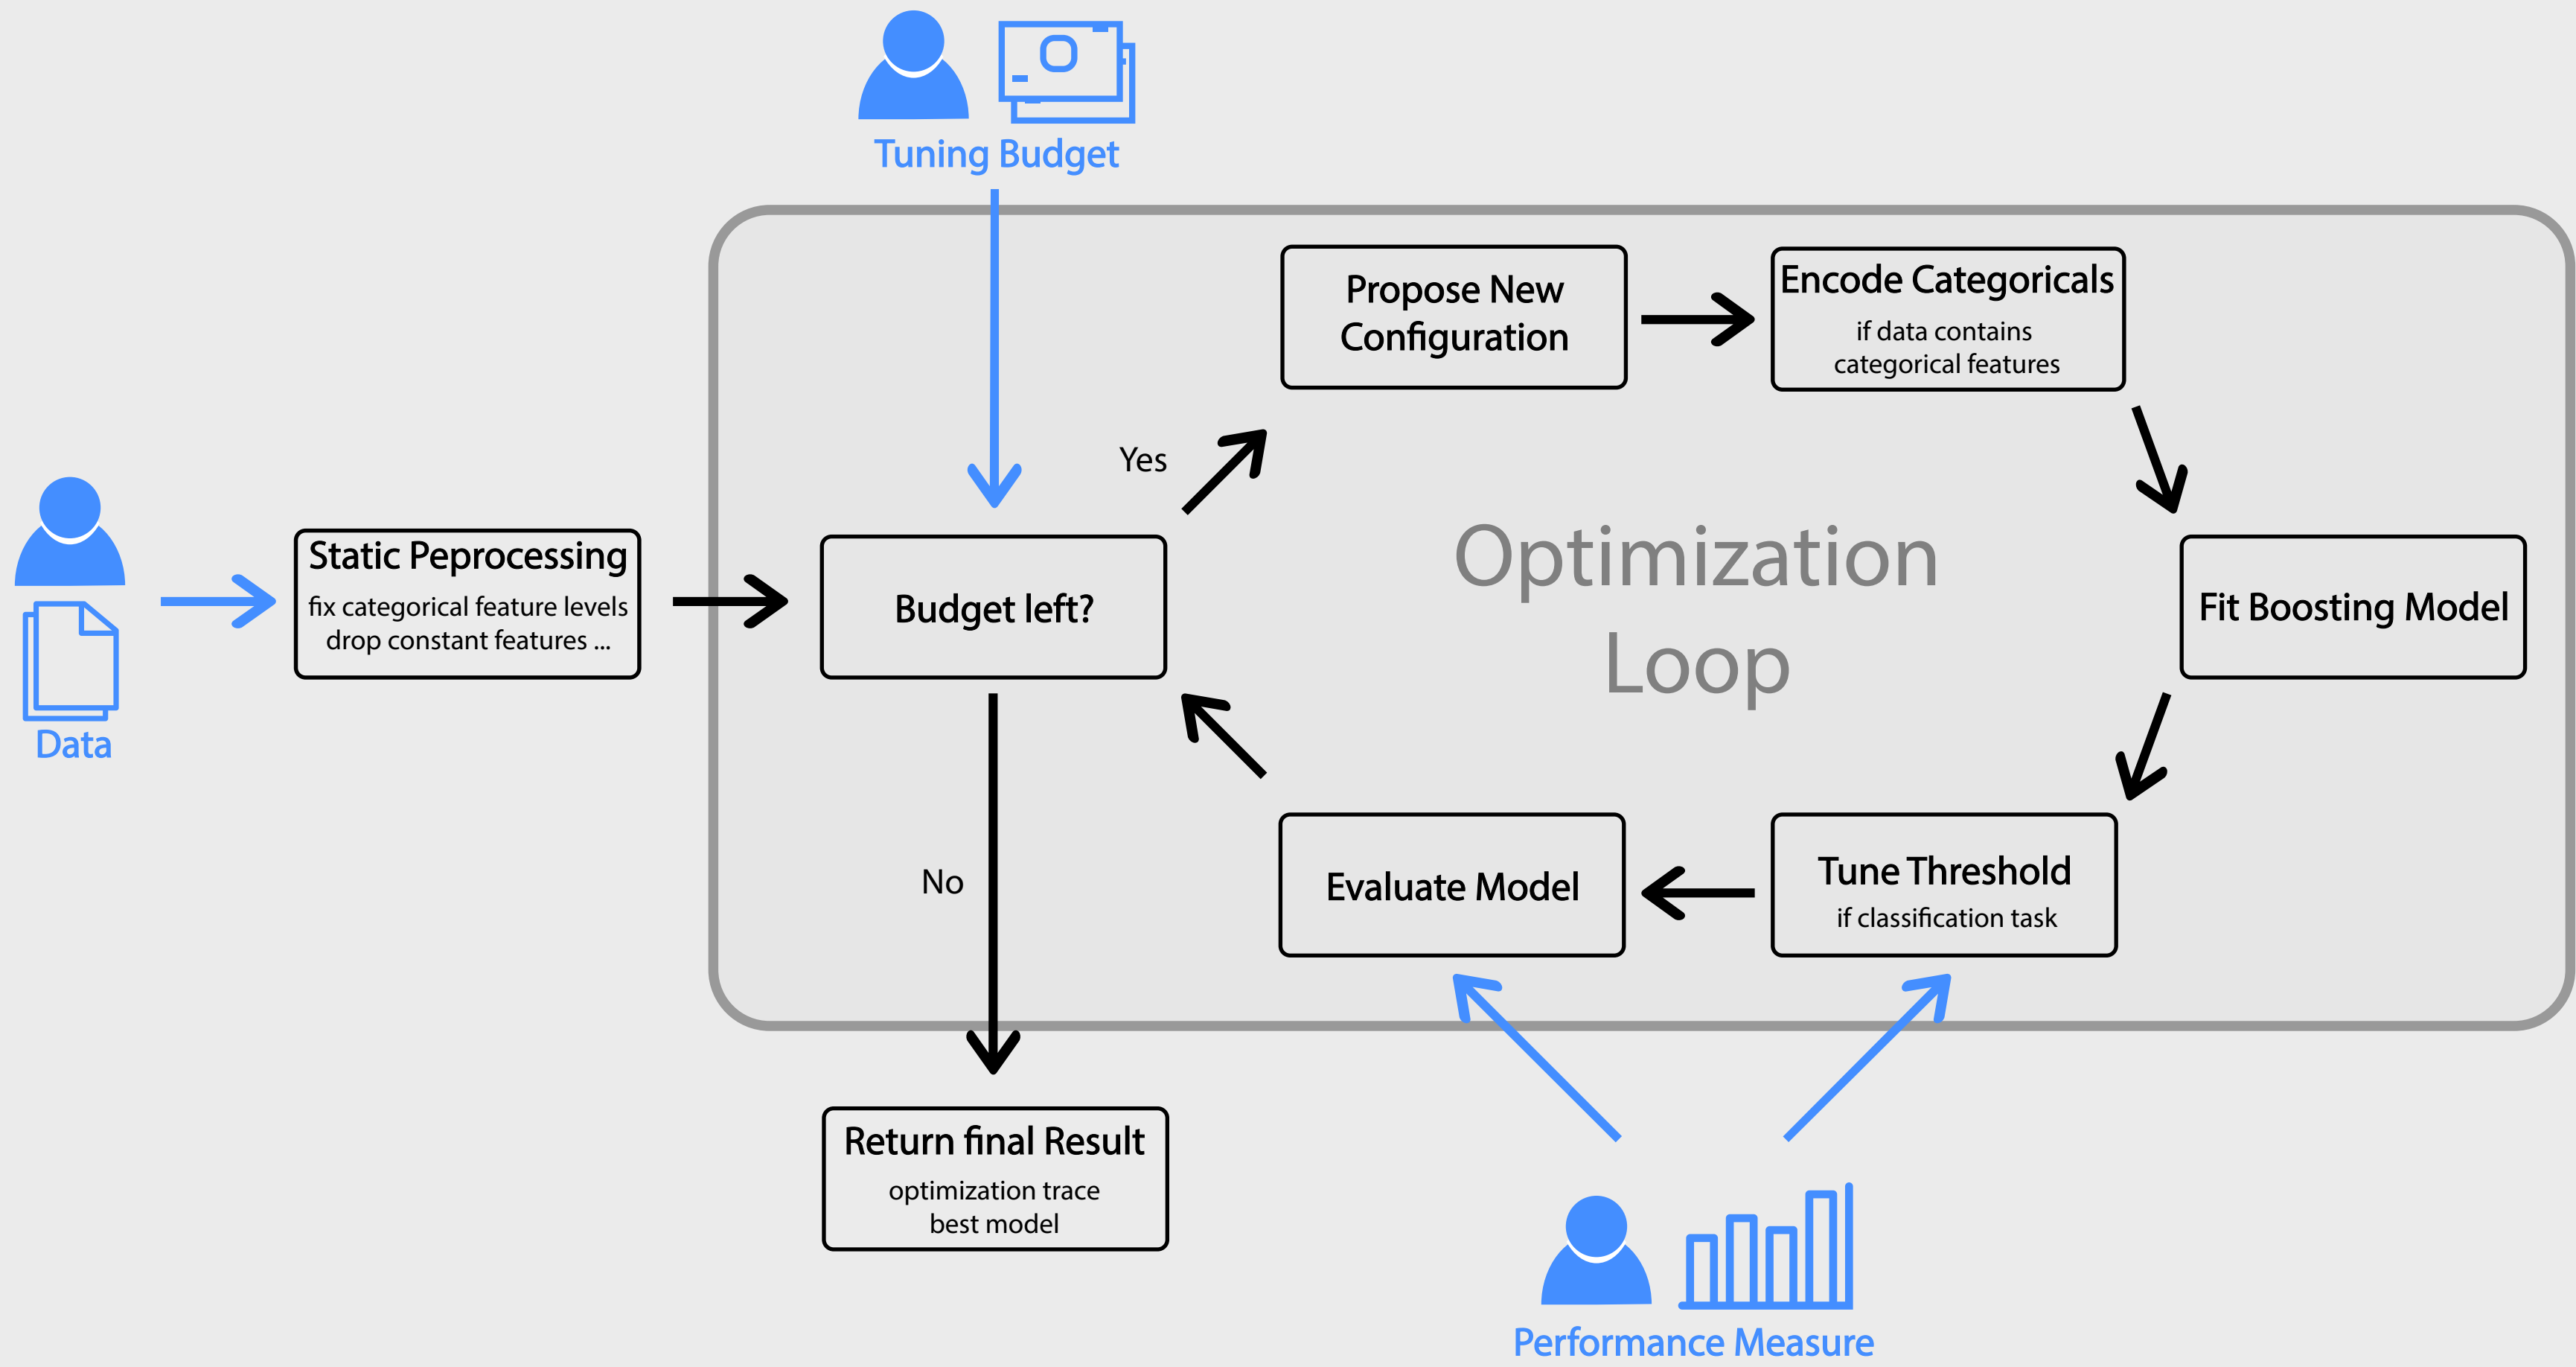 Tuning Budget
Data
Static Peprocessing
fix categorical feature levels
drop constant features ...
Budget left?
Yes
No
Propose New
Configuration
Encode Categoricals
if data contains
categorical features
Optimization
Loop
Fit Boosting Model
Tune Threshold
if classification task
Evaluate Model
Return final Result
optimization trace
best model
Performance Measure